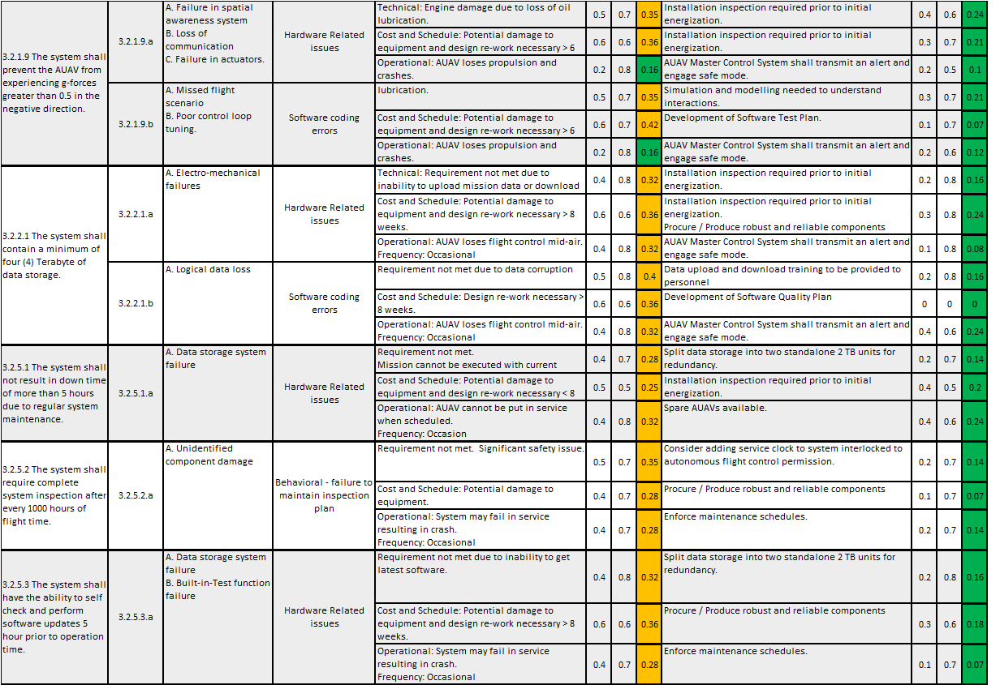 3.2.1.9 The system shall
prevent the AUAV from
experiencing g-forces
greater than 0.5 in the
negative direction.
3.2.1.9.a
A. Failure in spatial
awareness system
B. Loss of
communication
C. Failure in actuators.
Hardware Related
issues
Technical: Engine damage due to loss of oil
lubrication.
0.5
0.7
0.35
Installation inspection required prior to initial
energization.
0.4
0.6
0.24
Cost and Schedule: Potential damage to
equipment and design re-work necessary > 6
0.6
0.6
0.36
Installation inspection required prior to initial
energization.
0.3
0.7
0.21
Operational: AUAV loses propulsion and
crashes.
0.2
0.8
0.16
AUAV Master Control System shall transmit an alert and
engage safe mode.
0.2
0.5
0.1
3.2.1.9.b
A. Missed flight
scenario
B. Poor control loop
tuning.
Software coding
errors
lubrication.
0.5
0.7
0.35
Simulation and modelling needed to understand
interactions.
0.3
0.7
0.21
Cost and Schedule: Potential damage to
equipment and design re-work necessary > 6
0.6
0.7
0.42
Development of Software Test Plan.
0.1
0.7
0.07
Operational: AUAV loses propulsion and
crashes.
0.2
0.8
0.16
AUAV Master Control System shall transmit an alert and
engage safe mode.
0.2
0.6
0.12
3.2.2.1 The system shall
contain a minimum of
four (4) Terabyte of
data storage.
3.2.2.1.a
A. Electro-mechanical
failures
Hardware Related
issues
Technical: Requirement not met due to
inability to upload mission data or download
0.4
0.8
0.32
Installation inspection required prior to initial
energization.
0.2
0.8
0.16
Cost and Schedule: Potential damage to
equipment and design re-work necessary > 8
weeks.
0.6
0.6
0.36
Installation inspection required prior to initial
energization.
Procure / Produce robust and reliable components
0.3
0.8
0.24
Operational: AUAV loses flight control mid-air.
Frequency: Occasional
0.4
0.8
0.32
AUAV Master Control System shall transmit an alert and
engage safe mode.
0.1
0.8
0.08
3.2.2.1.b
A. Logical data loss
Software coding
errors
Requirement not met due to data corruption
0.5
0.8
0.4
Data upload and download training to be provided to
personnel
0.2
0.8
0.16
Cost and Schedule: Design re-work necessary >
8 weeks.
0.6
0.6
0.36
Development of Software Quality Plan
0
0
0
Operational: AUAV loses flight control mid-air.
Frequency: Occasional
0.4
0.8
0.32
AUAV Master Control System shall transmit an alert and
engage safe mode.
0.4
0.6
0.24
3.2.5.1 The system shall
not result in down time
of more than 5 hours
due to regular system
maintenance.
3.2.5.1.a
A. Data storage system
failure
Hardware Related
issues
Requirement not met.
Mission cannot be executed with current
0.4
0.7
0.28
Split data storage into two standalone 2 TB units for
redundancy.
0.2
0.7
0.14
Cost and Schedule: Potential damage to
equipment and design re-work necessary < 8
0.5
0.5
0.25
Installation inspection required prior to initial
energization.
0.4
0.5
0.2
Operational: AUAV cannot be put in service
when scheduled.
Frequency: Occasion
0.4
0.8
0.32
Spare AUAVs available.
0.4
0.6
0.24
3.2.5.2 The system shall
require complete
system inspection after
every 1000 hours of
flight time.
3.2.5.2.a
A. Unidentified
component damage
Behavioral - failure to
maintain inspection
plan
Requirement not met.  Significant safety issue.
0.5
0.7
0.35
Consider adding service clock to system interlocked to
autonomous flight control permission.
0.2
0.7
0.14
Cost and Schedule: Potential damage to
equipment.
0.4
0.7
0.28
Procure / Produce robust and reliable components
0.1
0.7
0.07
Operational: System may fail in service
resulting in crash.
Frequency: Occasional
0.4
0.7
0.28
Enforce maintenance schedules.
0.2
0.7
0.14
3.2.5.3 The system shall
have the ability to self
check and perform
software updates 5
hour prior to operation
time.
3.2.5.3.a
A. Data storage system
failure
B. Built-in-Test function
failure
Hardware Related
issues
Requirement not met due to inability to get
latest software.
0.4
0.8
0.32
Split data storage into two standalone 2 TB units for
redundancy.
0.2
0.8
0.16
Cost and Schedule: Potential damage to
equipment and design re-work necessary > 8
weeks.
0.6
0.6
0.36
Procure / Produce robust and reliable components
0.3
0.6
0.18
Operational: System may fail in service
resulting in crash.
Frequency: Occasional
0.4
0.7
0.28
Enforce maintenance schedules.
0.1
0.7
0.07